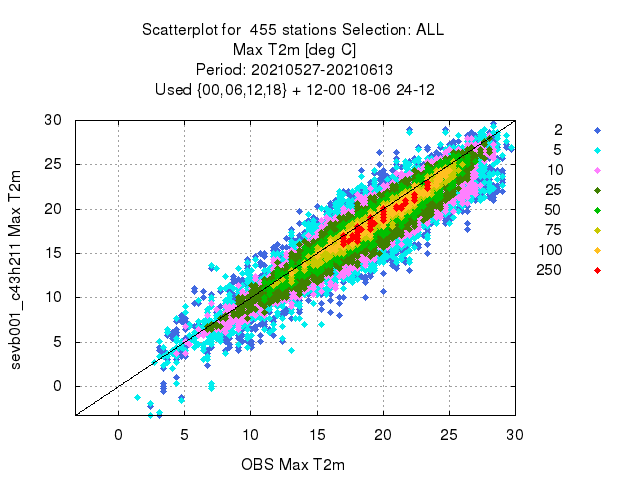 Scatterplot for 455 stations Selection: ALL
Max T2m [deg C]
Period: 20210527-20210613
Used {00,06,12,18} + 12-00 18-06 24-12
sevb001_c43h211 Max T2m
30
25
20
15
10
5
0
0 5 10 15 20 25 30
OBS Max T2m
2
5
10
25
50
75
100
250